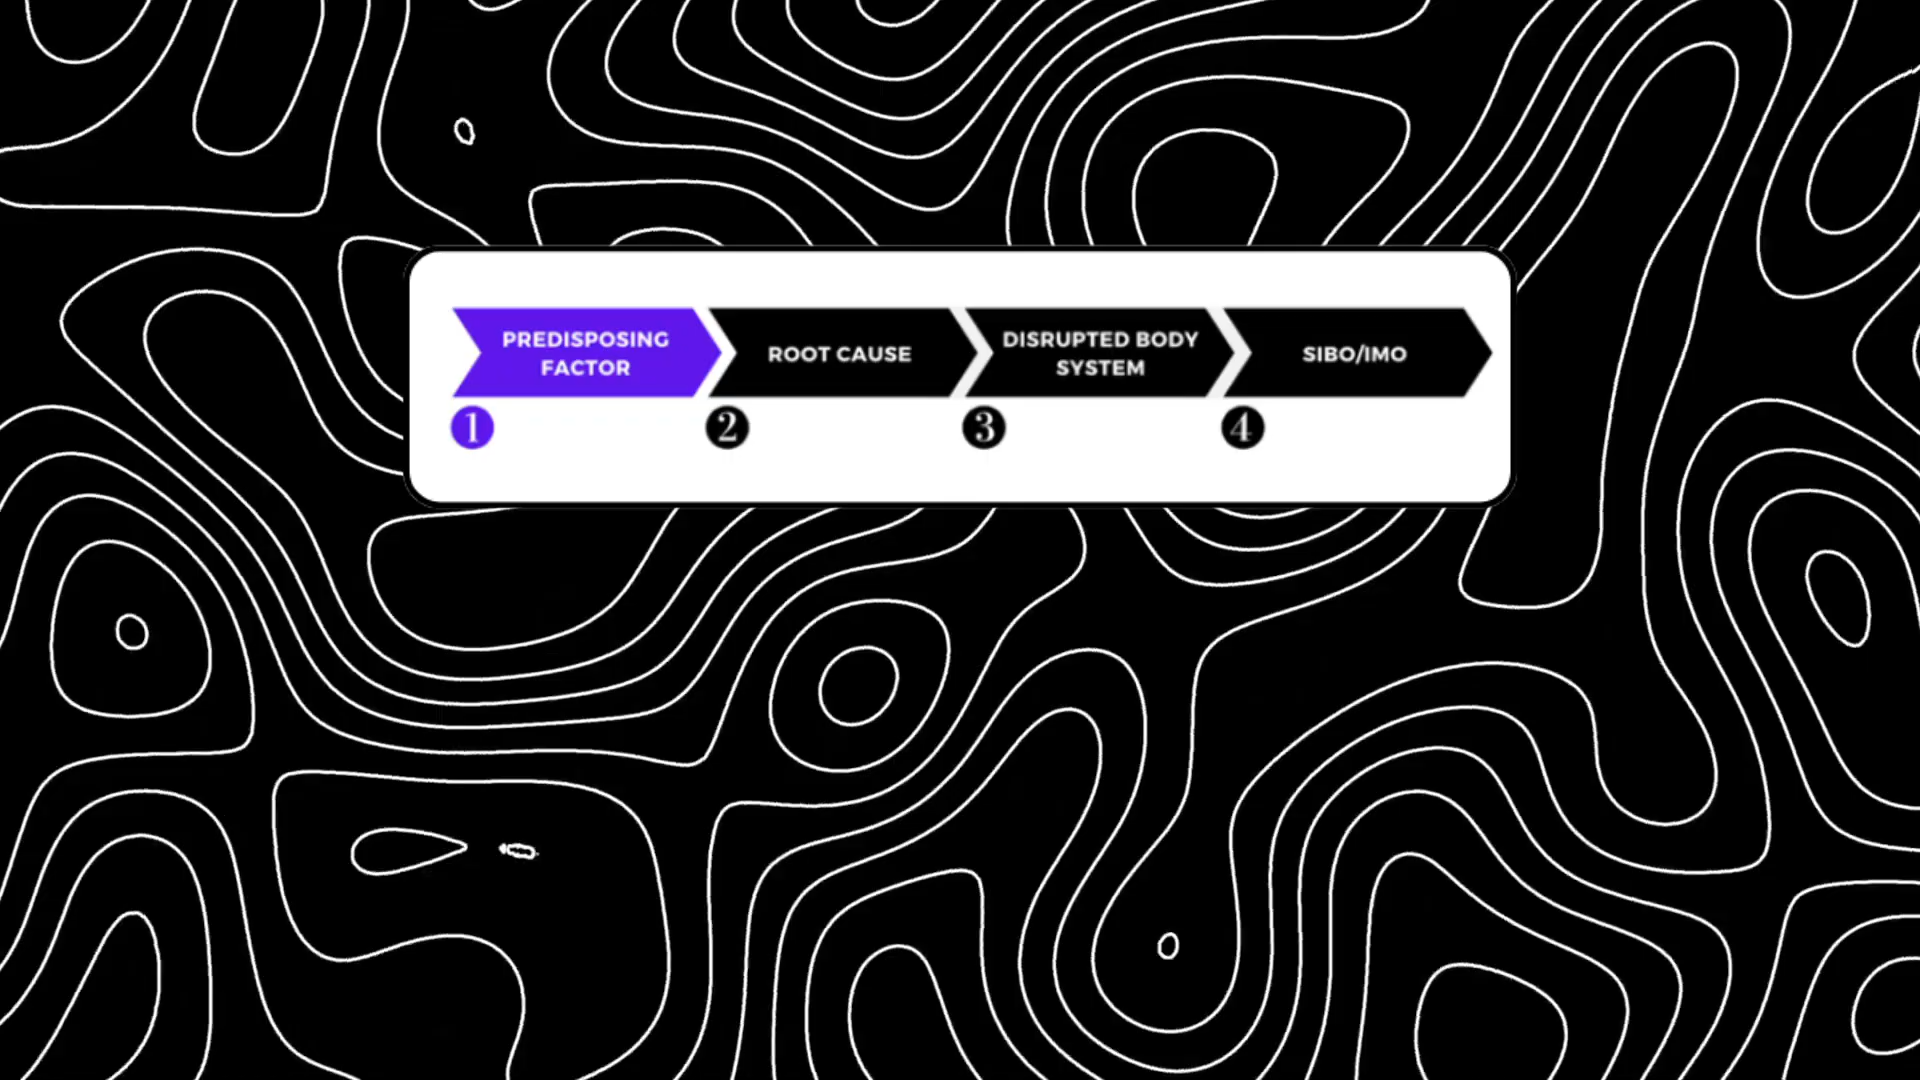 PREDISPOSING
FACTOR
ROOT CAUSE
DISRUPTED BODY
SYSTEM
SIBO/IMO
1
2
3
4